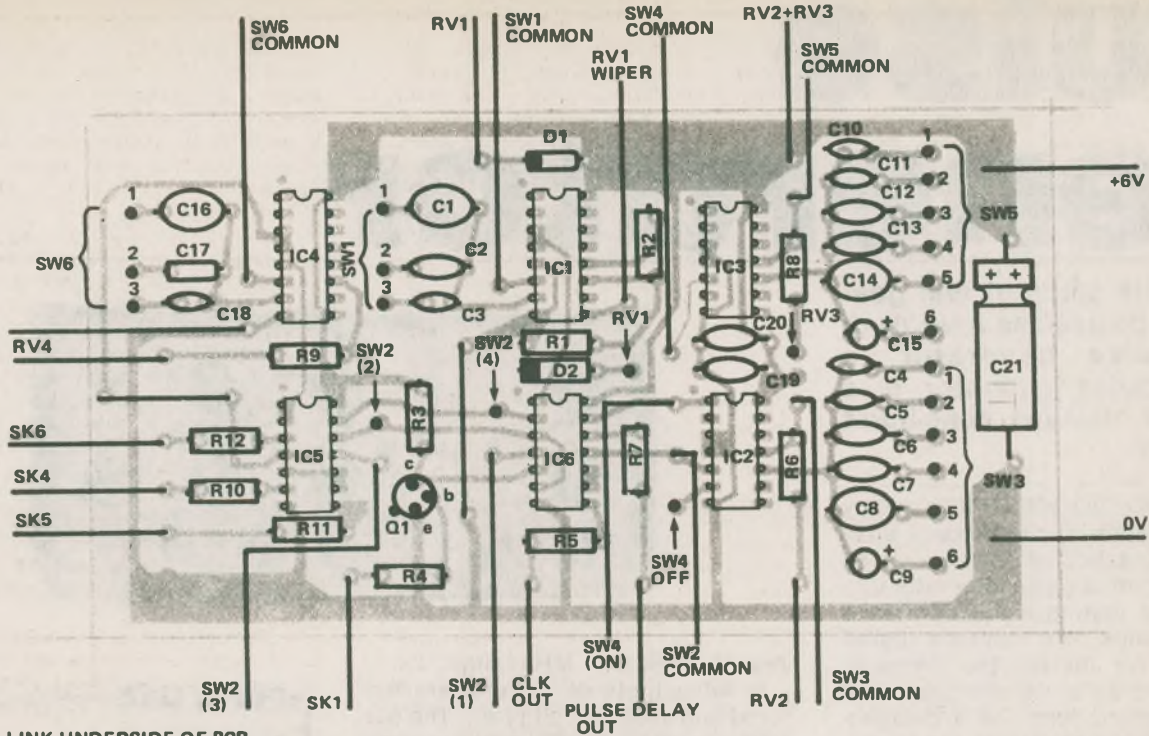 SW6
COMMON
RV1
SW1
COMMON
SW4
COMMON
RV1
WIPER
RV2+RV3
SW5
COMMON
D1
C10
1
C11
2
C12
+6V
1
C16
1
C1
R2
3
C13
SW5
4
C17
2
IC4
SW1
2
C2
IC1
IC3
R8
C14
5
SW6
3
3
+ +
C18
C3
C20
RV3
+
C15
6
RV4
R9
SW2
(2)
SW2
(4)
R1
RV1
D2
C19
C4
1
C21
C5
2
R3
SK6
R12
IC5
IC6
R7
IC2
R6
C6
3
C7
4
SW3
c
SK4
R10
b
C8
5
SK5
R11
Q1
e
R5
SW4
OFF
0V
+
C9
6
R4
SW2
(3)
SK1
SW2
(1)
CLK
OUT
PULSE DELAY
OUT
SW4
(ON)
SW2
COMMON
RV2
SW3
COMMON
LINK UNDERSIDE OF PCB